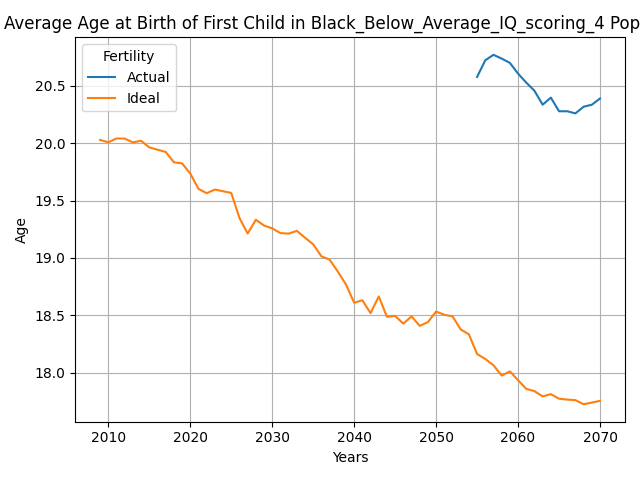 Average Age at Birth of First Child in Black_Below_Average_IQ_scoring_4 Pop
Fertility
Actual
Ideal
20.5
20.0
19.5
19.0
18.5
18.0
Age
2010 2020 2030 2040 2050 2060 2070
Years